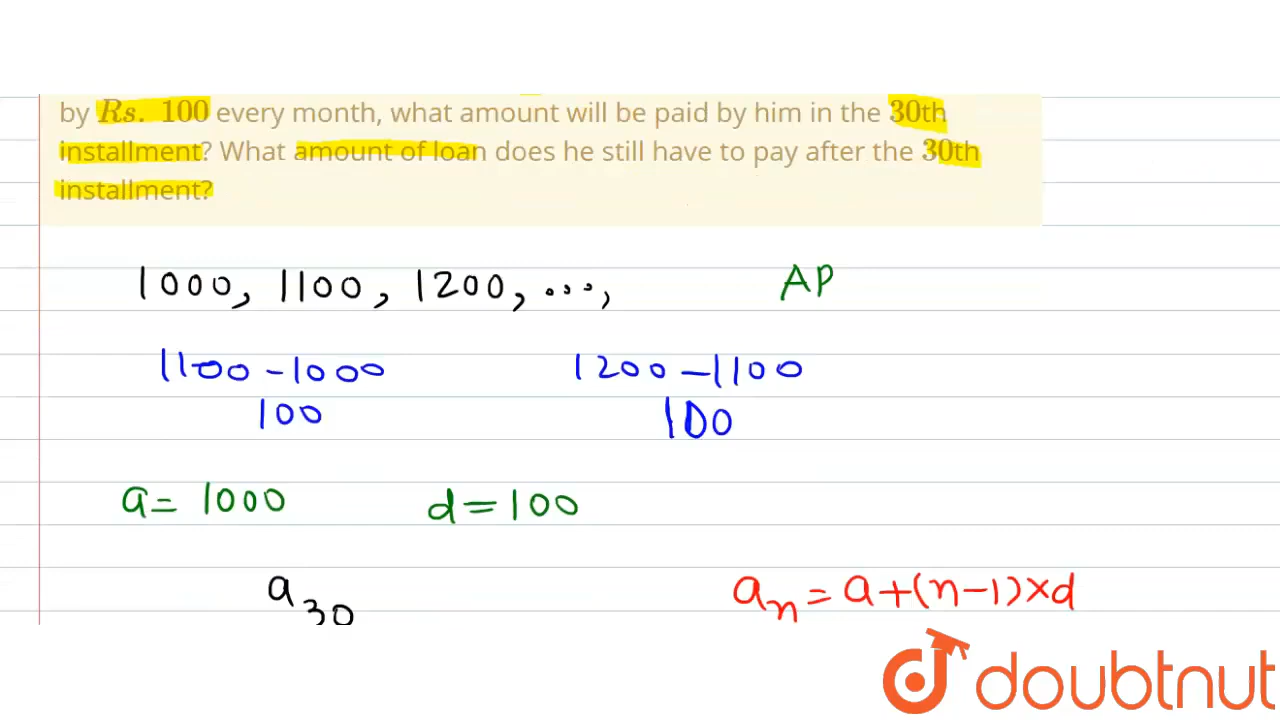 by Rs. 100 every month, what amount will be paid by him in the 30th
installment? What amount of loan does he still have to pay after the 30th
installment?
1000, 1100, 1200, ..., AP
1100 - 1000 1200 - 1100
100 100
a = 1000 d = 100
a₃₀ aₙ = a + (n - 1) × d
doubtnut